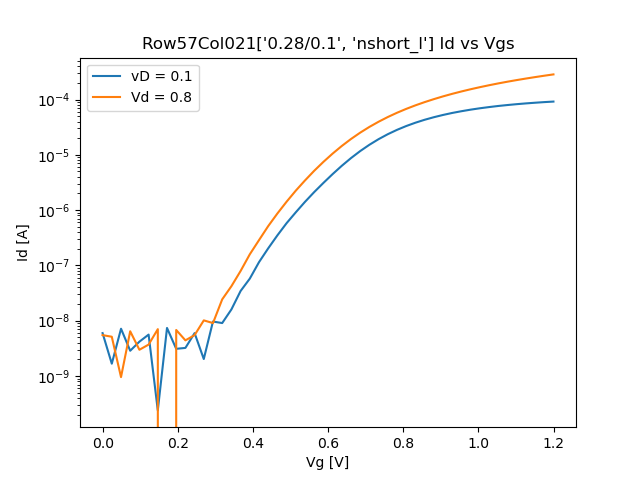 Row57Col021['0.28/0.1', 'nshort_l'] Id vs Vgs
vD = 0.1
Vd = 0.8
Id [A]
10⁻⁴
10⁻⁵
10⁻⁶
10⁻⁷
10⁻⁸
10⁻⁹
0.0 0.2 0.4 0.6 0.8 1.0 1.2
Vg [V]